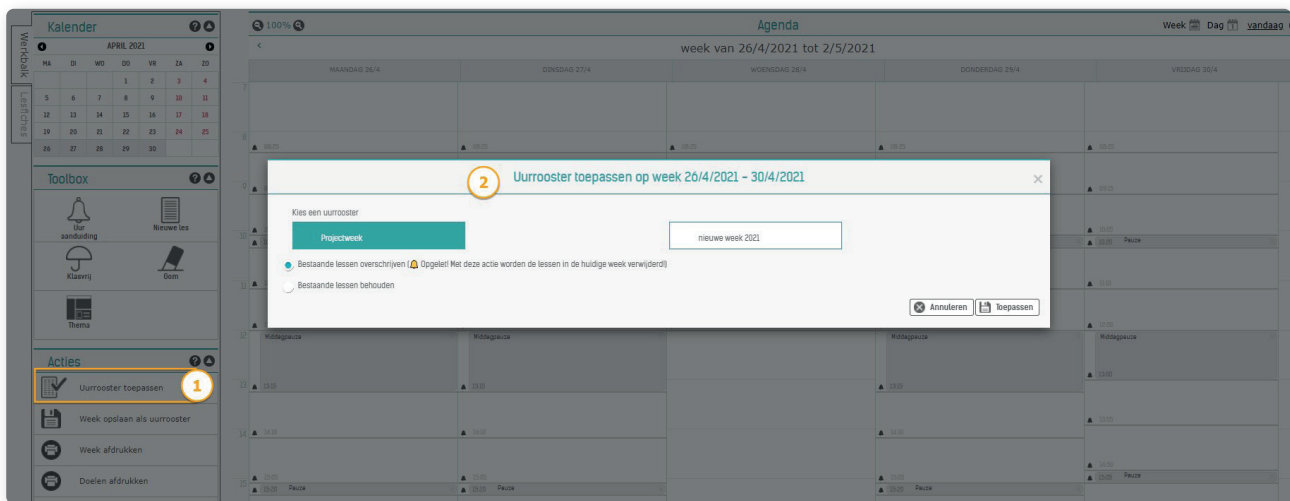 Werkbalk
Lesfiches
Kalender
APRIL 2021
MA DI WO DO VR ZA ZO
1 2 3 4
5 6 7 8 9 10 11
12 13 14 15 16 17 18
19 20 21 22 23 24 25
26 27 28 29 30
Toolbox
Uur aanduiding
Nieuwe les
Klasvrij
Gom
Thema
Acties
Uurrooster toepassen
1
Week opslaan als uurrooster
Week afdrukken
Doelen afdrukken
100%
Agenda
Week Dag vandaag
week van 26/4/2021 tot 2/5/2021
MAANDAG 26/4 DINSDAG 27/4 WOENSDAG 28/4 DONDERDAG 29/4 VRIJDAG 30/4
2
Uurrooster toepassen op week 26/4/2021 - 30/4/2021
Kies een uurrooster
Projectweek
nieuwe week 2021
Bestaande lessen overschrijven (Opgelet! Met deze actie worden de lessen in de huidige week verwijderd!)
Bestaande lessen behouden
Annuleren
Toepassen
Pauze
Middagpauze Middagpauze Middagpauze Middagpauze
Pauze Pauze Pauze Pauze